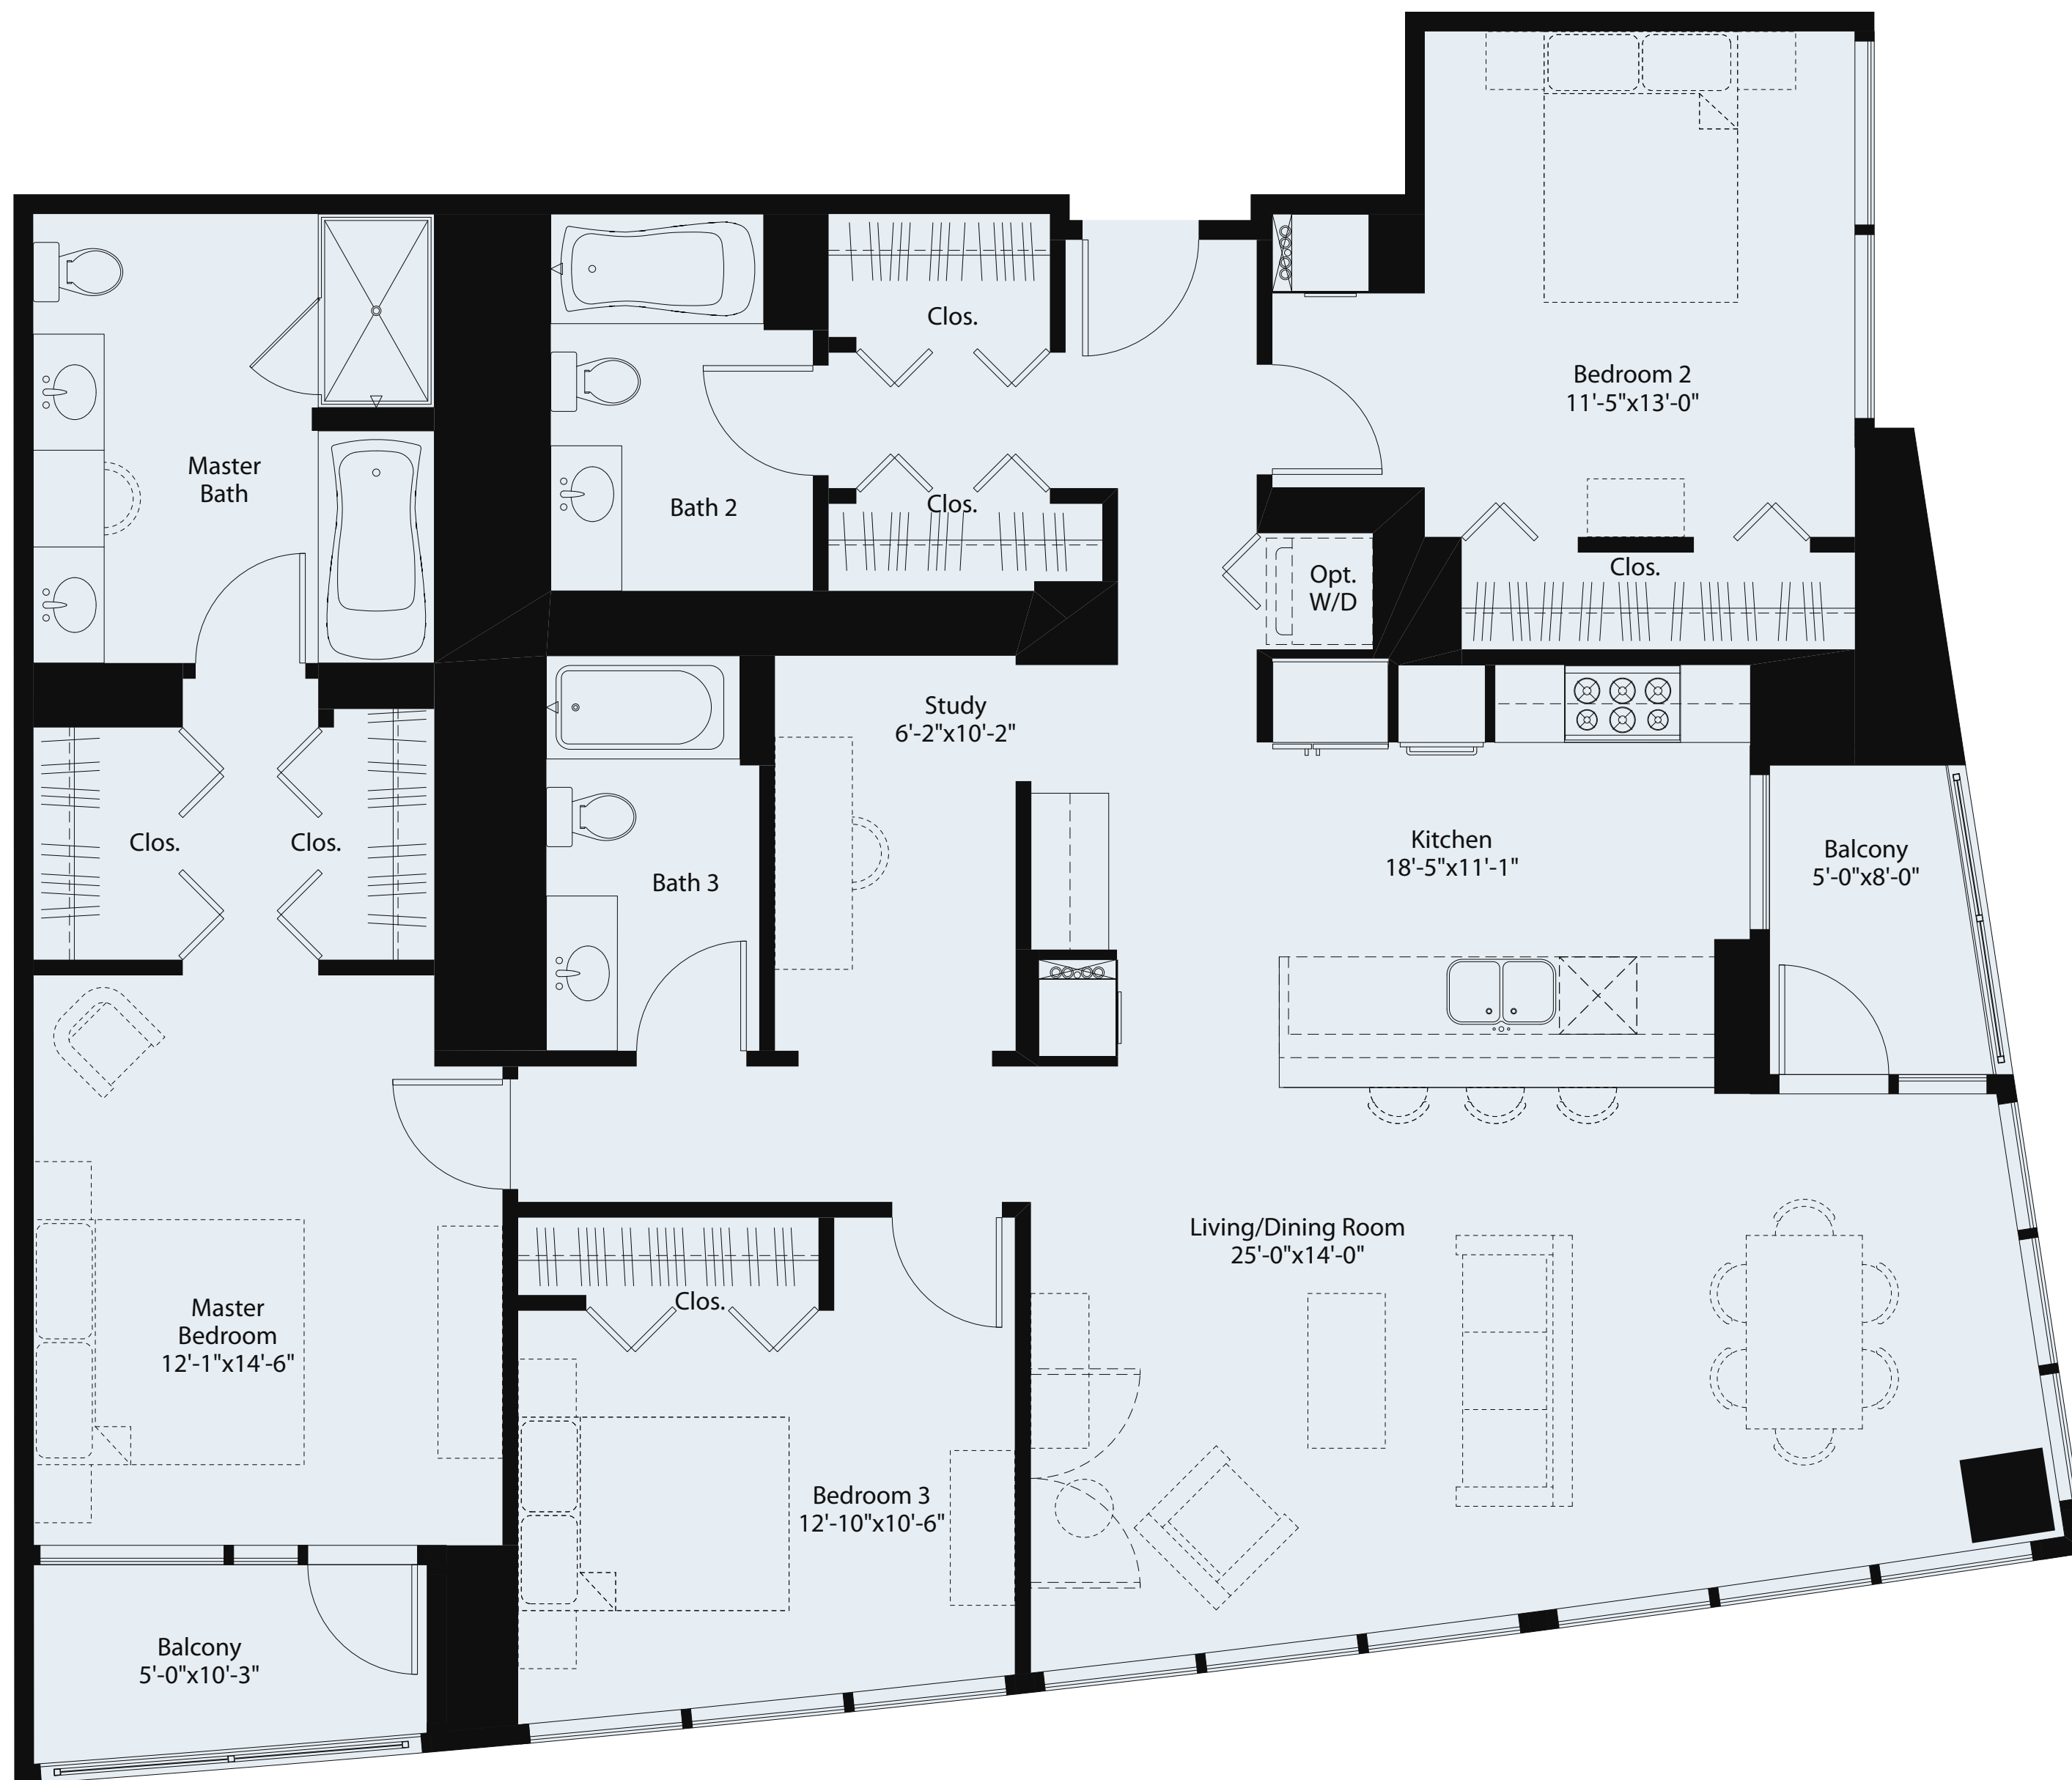 Clos.
Bedroom 2
11'-5"x13'-0"
Master
Bath
Bath 2
Clos.
Opt.
W/D
Clos.
Study
6'-2"x10'-2"
Clos.
Clos.
Bath 3
Kitchen
18'-5"x11'-1"
Balcony
5'-0"x8'-0"
Living/Dining Room
25'-0"x14'-0"
Master
Bedroom
12'-1"x14'-6"
Clos.
Bedroom 3
12'-10"x10'-6"
Balcony
5'-0"x10'-3"